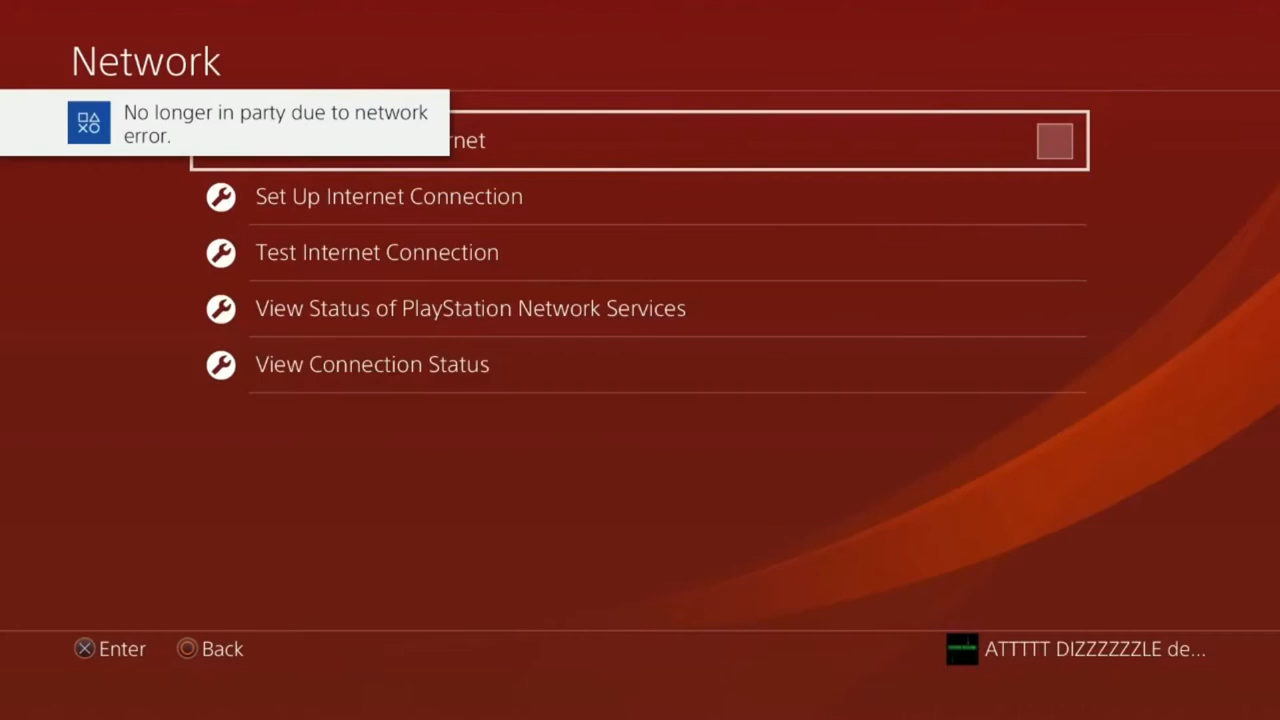 Network
No longer in party due to network
error.
Set Up Internet Connection
Test Internet Connection
View Status of PlayStation Network Services
View Connection Status
Enter
Back
ATTTTT DIZZZZZZLE de...